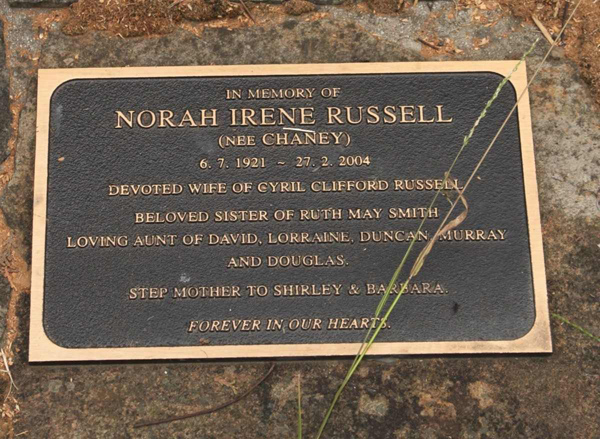 IN MEMORY OF
NORAH IRENE RUSSELL
(NEE CHANEY)
6. 7. 1921 ~ 27. 2. 2004
DEVOTED WIFE OF CYRIL CLIFFORD RUSSELL
BELOVED SISTER OF RUTH MAY SMITH
LOVING AUNT OF DAVID, LORRAINE, DUNCAN, MURRAY
AND DOUGLAS.
STEP MOTHER TO SHIRLEY & BARBARA.
FOREVER IN OUR HEARTS.